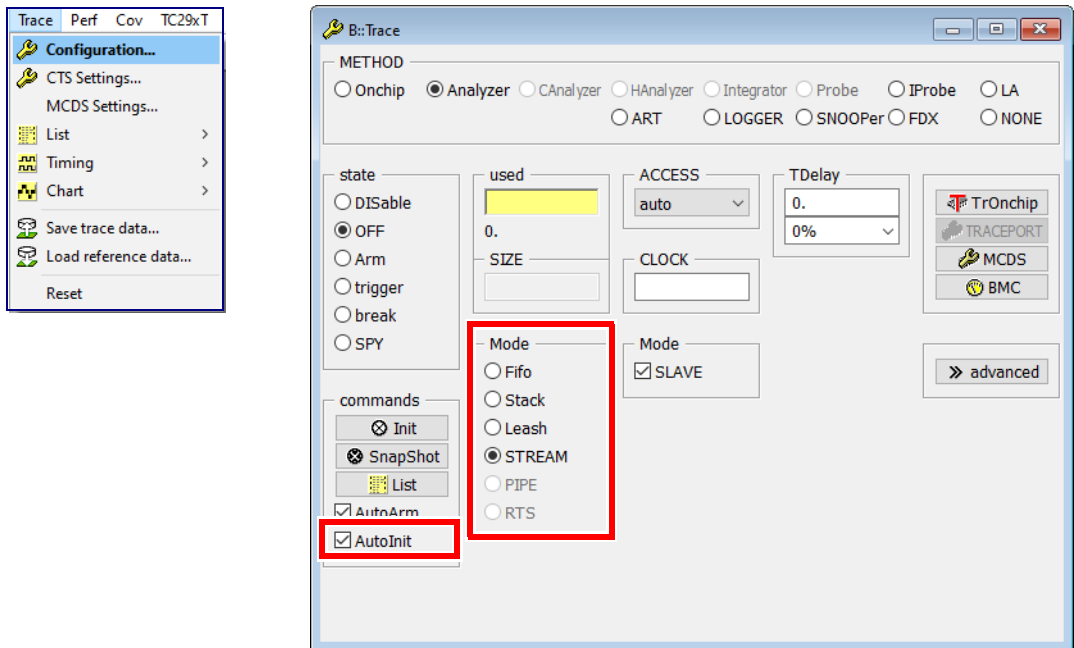 Trace Perf Cov TC29xT
Configuration...
CTS Settings...
MCDS Settings...
List
Timing
Chart
Save trace data...
Load reference data...
Reset
B::Trace
METHOD
Onchip Analyzer CAnalyzer HAnalyzer Integrator Probe IProbe LA
ART LOGGER SNOOPer FDX NONE
state
DISable
OFF
Arm
trigger
break
SPY
commands
Init
SnapShot
List
AutoArm
AutoInit
used
0.
SIZE
Mode
Fifo
Stack
Leash
STREAM
PIPE
RTS
ACCESS
auto
CLOCK
Mode
SLAVE
TDelay
0.
0%
TrOnchip
TRACEPORT
MCDS
BMC
advanced